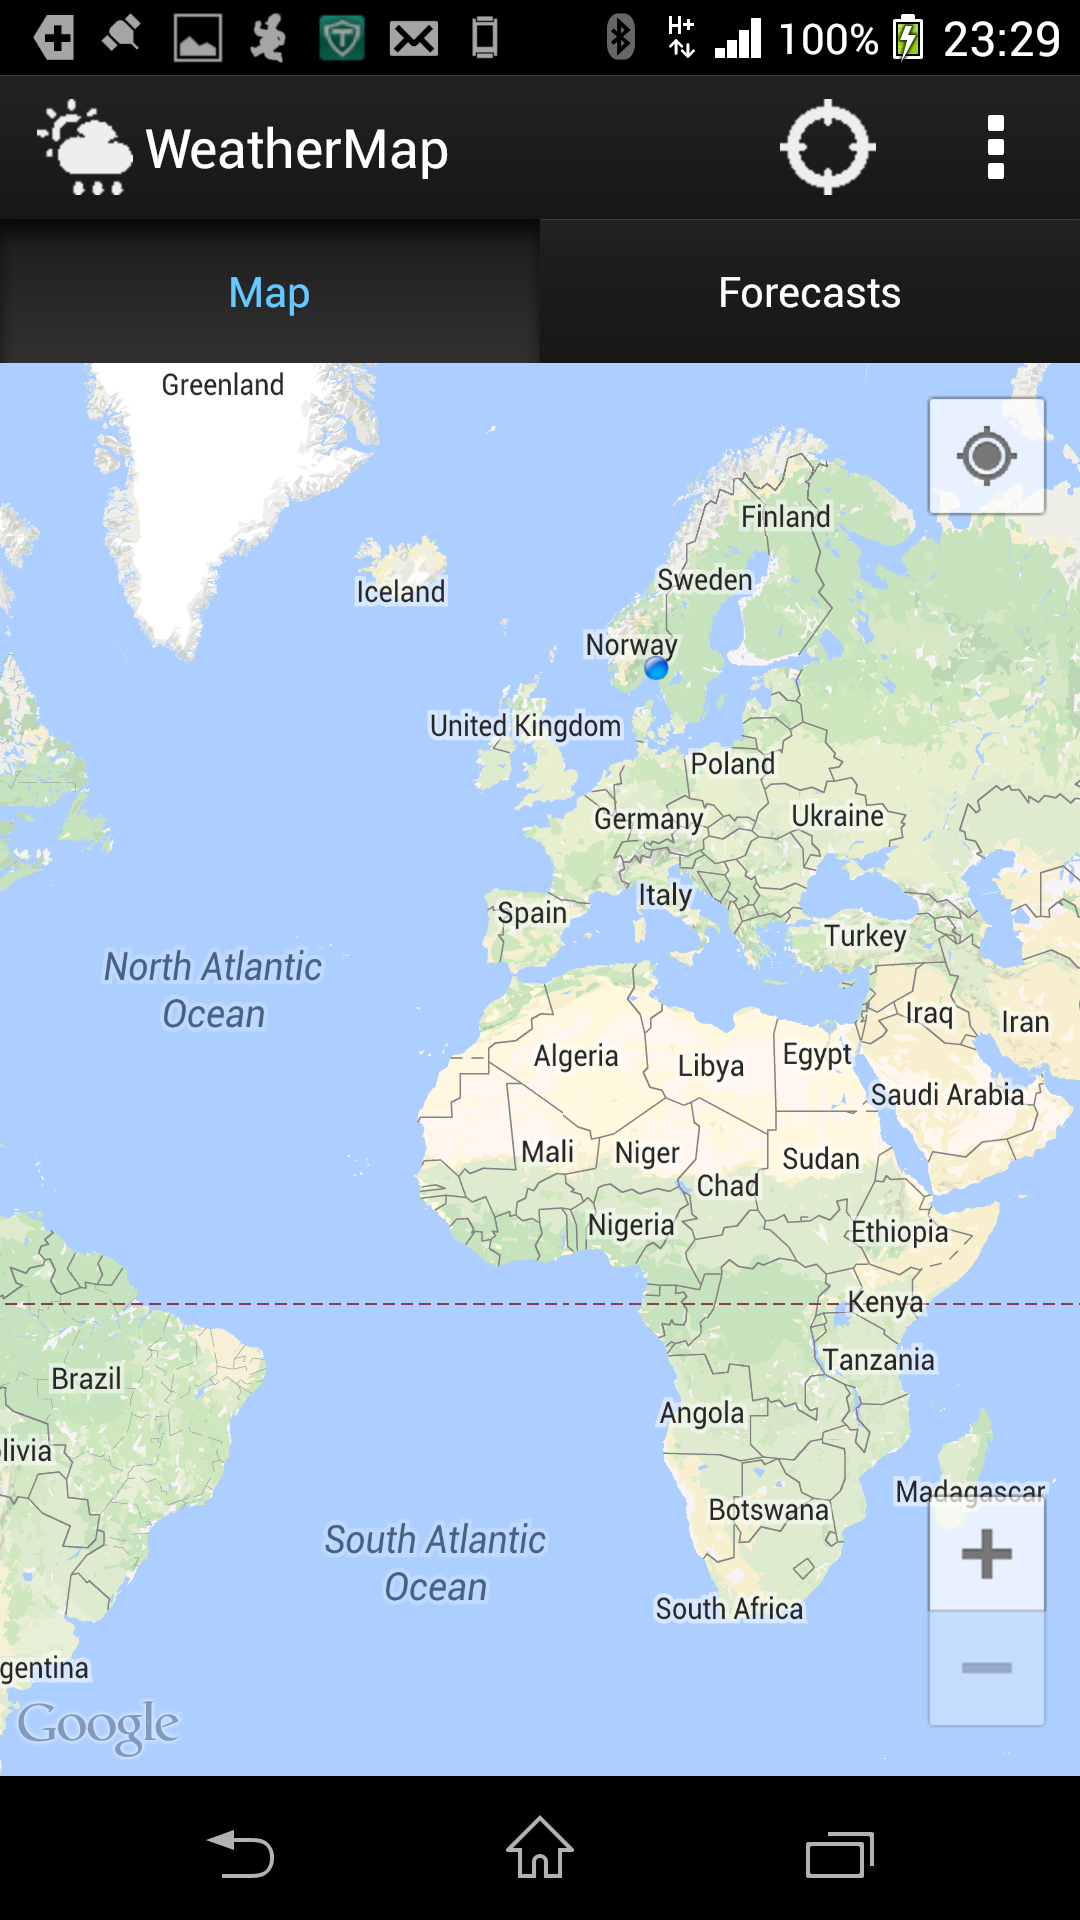 H+
100%
23:29
WeatherMap
Map
Forecasts
Greenland
Finland
Sweden
Iceland
Norway
United Kingdom
Poland
Germany
Ukraine
Italy
Spain
Turkey
North Atlantic
Ocean
Iraq
Iran
Algeria
Libya
Egypt
Saudi Arabia
Mali
Niger
Sudan
Chad
Nigeria
Ethiopia
Kenya
Tanzania
Brazil
Angola
livia
Madagascar
Botswana
South Atlantic
Ocean
South Africa
gentina
Google